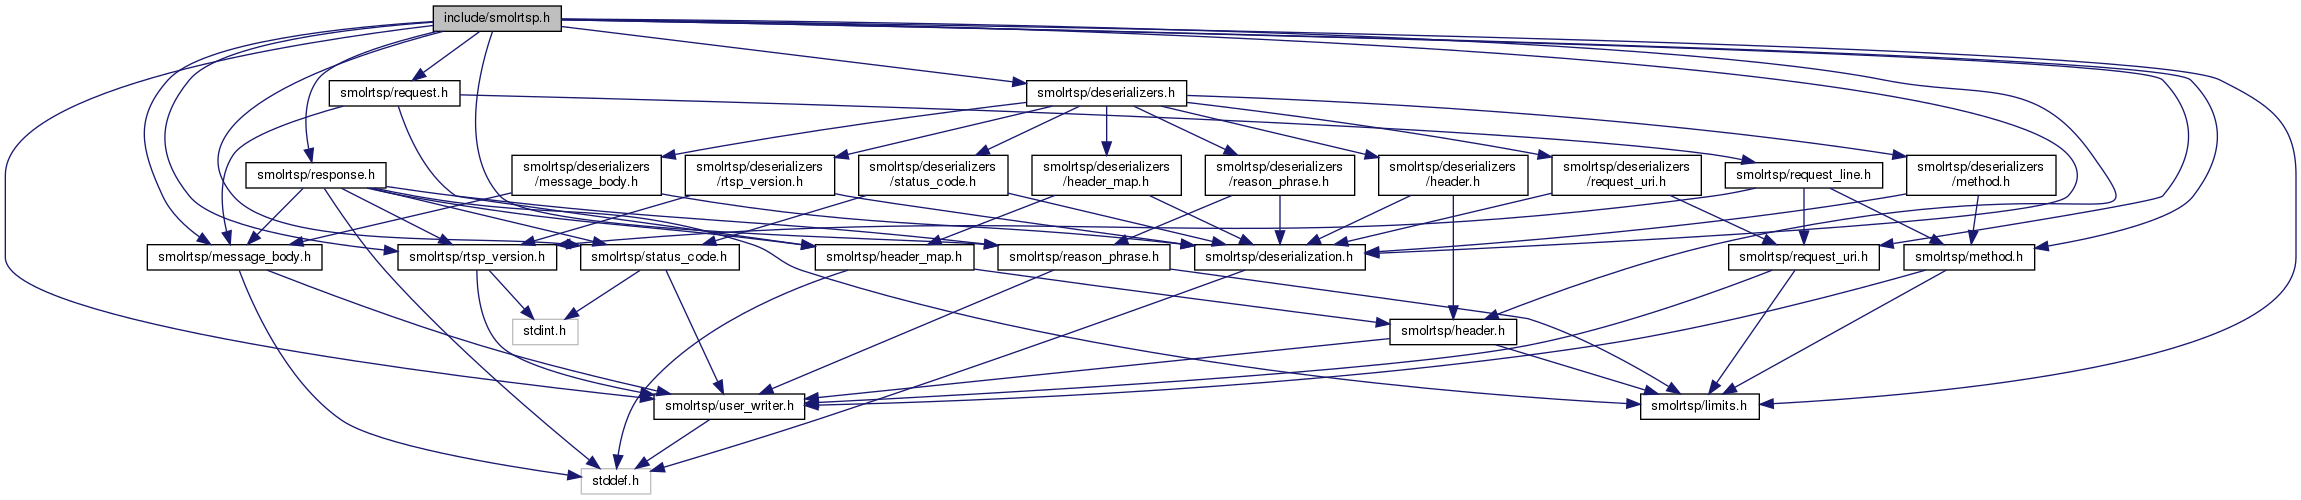 include/smolrtsp.h
smolrtsp/request.h
smolrtsp/deserializers.h
smolrtsp/response.h
smolrtsp/deserializers
/message_body.h
smolrtsp/deserializers
/rtsp_version.h
smolrtsp/deserializers
/status_code.h
smolrtsp/deserializers
/header_map.h
smolrtsp/deserializers
/reason_phrase.h
smolrtsp/deserializers
/header.h
smolrtsp/deserializers
/request_uri.h
smolrtsp/request_line.h
smolrtsp/deserializers
/method.h
smolrtsp/message_body.h
smolrtsp/rtsp_version.h
smolrtsp/status_code.h
smolrtsp/header_map.h
smolrtsp/reason_phrase.h
smolrtsp/deserialization.h
smolrtsp/request_uri.h
smolrtsp/method.h
stdint.h
smolrtsp/header.h
smolrtsp/user_writer.h
smolrtsp/limits.h
stddef.h